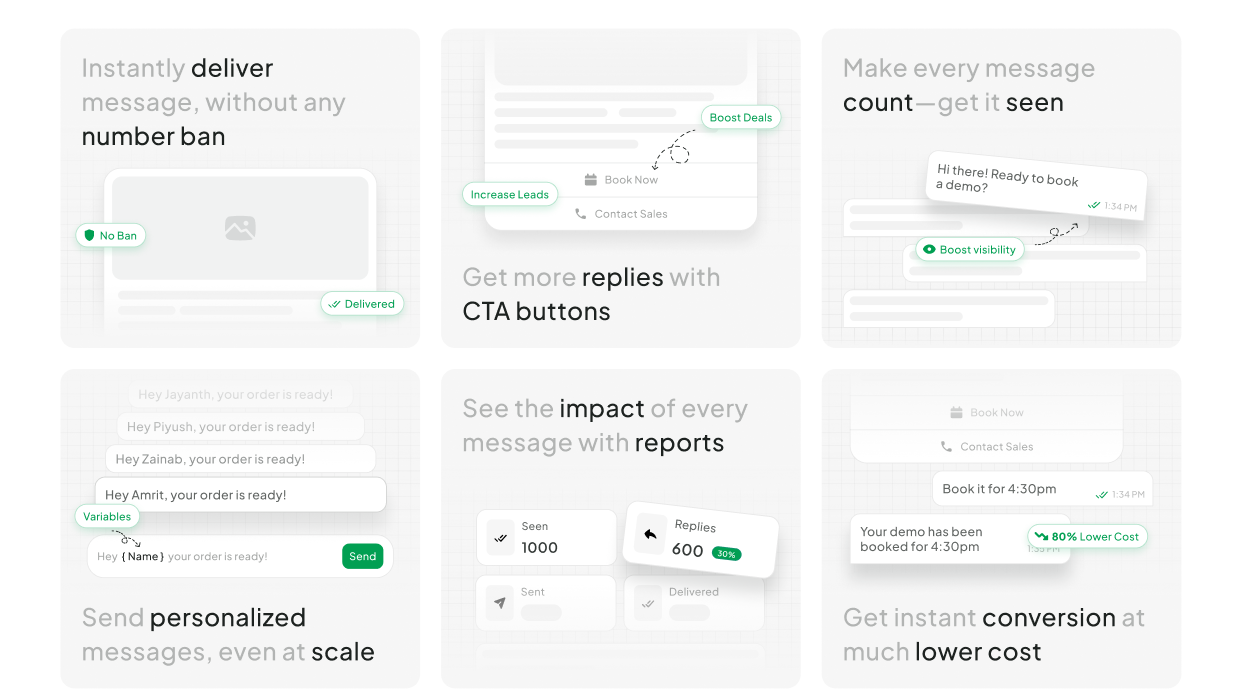 Instantly deliver
message, without any
number ban
No Ban
Delivered
Boost Deals
Book Now
Increase Leads
Contact Sales
Get more replies with
CTA buttons
Make every message
count—get it seen
Hi there! Ready to book
a demo?
1:34 PM
Boost visibility
Hey Jayanth, your order is ready!
Hey Piyush, your order is ready!
Hey Zainab, your order is ready!
Hey Amrit, your order is ready!
Variables
Hey { Name } your order is ready!
Send
Send personalized
messages, even at scale
See the impact of every
message with reports
Seen
1000
Replies
600 30%
Sent
Delivered
Book Now
Contact Sales
Book it for 4:30pm
1:34 PM
Your demo has been
booked for 4:30pm
80% Lower Cost
Get instant conversion at
much lower cost